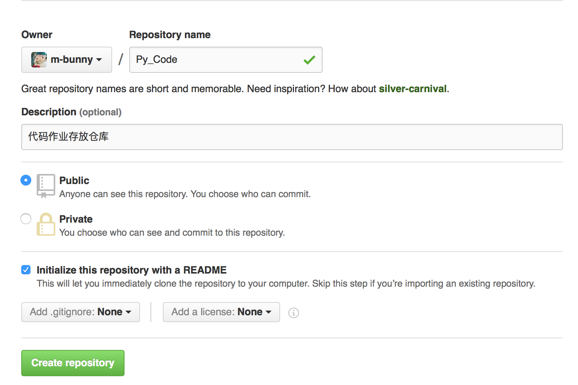 Owner Repository name
m-bunny / Py_Code
Great repository names are short and memorable. Need inspiration? How about silver-carnival.
Description (optional)
代码作业存放仓库
Public
Anyone can see this repository. You choose who can commit.
Private
You choose who can see and commit to this repository.
Initialize this repository with a README
This will let you immediately clone the repository to your computer. Skip this step if you're importing an existing repository.
Add .gitignore: None Add a license: None
Create repository